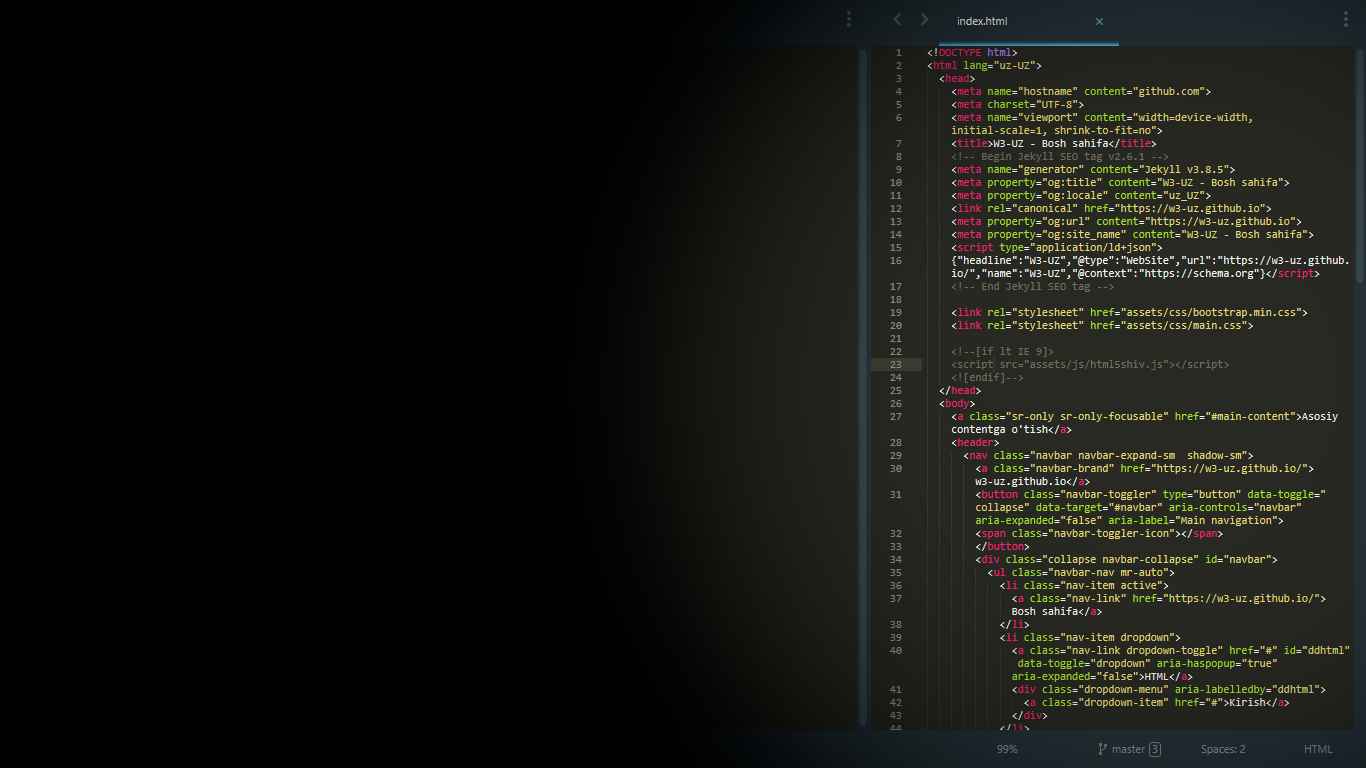 index.html ×
1 <!DOCTYPE html>
2 <html lang="uz-UZ">
3 <head>
4 <meta name="hostname" content="github.com">
5 <meta charset="UTF-8">
6 <meta name="viewport" content="width=device-width,
initial-scale=1, shrink-to-fit=no">
7 <title>W3-UZ - Bosh sahifa</title>
8 <!-- Begin Jekyll SEO tag v2.6.1 -->
9 <meta name="generator" content="Jekyll v3.8.5">
10 <meta property="og:title" content="W3-UZ - Bosh sahifa">
11 <meta property="og:locale" content="uz_UZ">
12 <link rel="canonical" href="https://w3-uz.github.io">
13 <meta property="og:url" content="https://w3-uz.github.io">
14 <meta property="og:site_name" content="W3-UZ - Bosh sahifa">
15 <script type="application/ld+json">
16 {"headline":"W3-UZ","@type":"WebSite","url":"https://w3-uz.github.
io/","name":"W3-UZ","@context":"https://schema.org"}</script>
17 <!-- End Jekyll SEO tag -->
18
19 <link rel="stylesheet" href="assets/css/bootstrap.min.css">
20 <link rel="stylesheet" href="assets/css/main.css">
21
22 <!--[if lt IE 9]>
23 <script src="assets/js/html5shiv.js"></script>
24 <![endif]-->
25 </head>
26 <body>
27 <a class="sr-only sr-only-focusable" href="#main-content">Asosiy
contentga o'tish</a>
28 <header>
29 <nav class="navbar navbar-expand-sm  shadow-sm">
30 <a class="navbar-brand" href="https://w3-uz.github.io/">
w3-uz.github.io</a>
31 <button class="navbar-toggler" type="button" data-toggle="
collapse" data-target="#navbar" aria-controls="navbar"
aria-expanded="false" aria-label="Main navigation">
32 <span class="navbar-toggler-icon"></span>
33 </button>
34 <div class="collapse navbar-collapse" id="navbar">
35 <ul class="navbar-nav mr-auto">
36 <li class="nav-item active">
37 <a class="nav-link" href="https://w3-uz.github.io/">
Bosh sahifa</a>
38 </li>
39 <li class="nav-item dropdown">
40 <a class="nav-link dropdown-toggle" href="#" id="ddhtml"
data-toggle="dropdown" aria-haspopup="true"
aria-expanded="false">HTML</a>
41 <div class="dropdown-menu" aria-labelledby="ddhtml">
42 <a class="dropdown-item" href="#">Kirish</a>
43 </div>
44 </li>
99% master 3 Spaces: 2 HTML